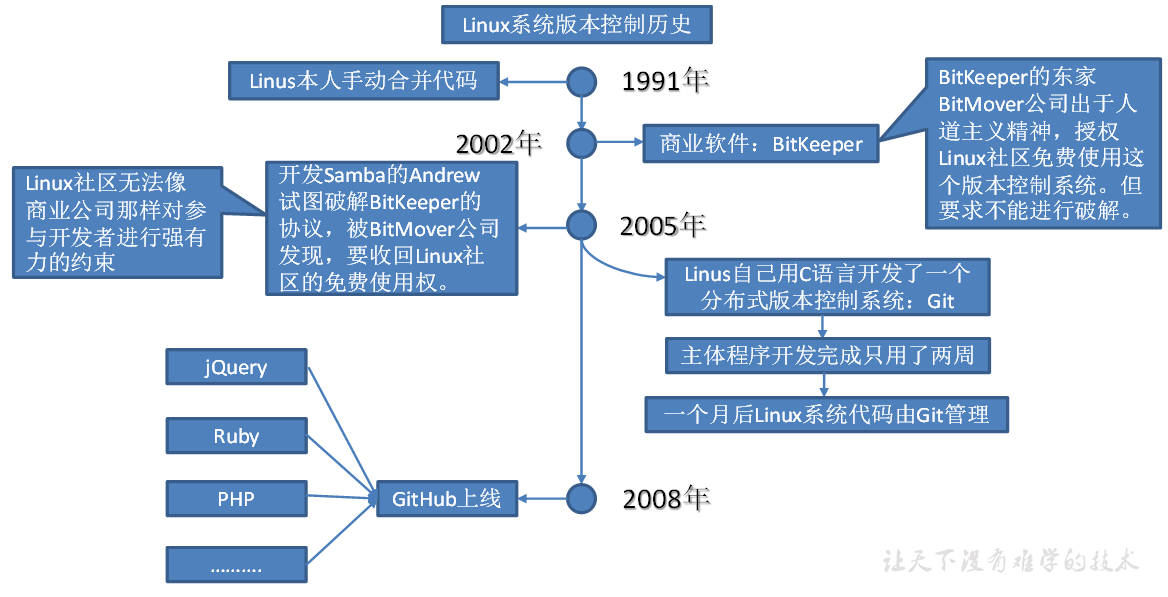 Linux系统版本控制历史
Linus本人手动合并代码
1991年
BitKeeper的东家
BitMover公司出于人
道主义精神，授权
Linux社区免费使用这
个版本控制系统。但
要求不能进行破解。
2002年
商业软件：BitKeeper
Linux社区无法像
商业公司那样对参
与开发者进行强有
力的约束
开发Samba的Andrew
试图破解BitKeeper的
协议，被BitMover公司
发现，要收回Linux社
区的免费使用权。
2005年
Linus自己用C语言开发了一个
分布式版本控制系统：Git
主体程序开发完成只用了两周
一个月后Linux系统代码由Git管理
jQuery
Ruby
PHP
..........
GitHub上线
2008年
让天下没有难学的技术